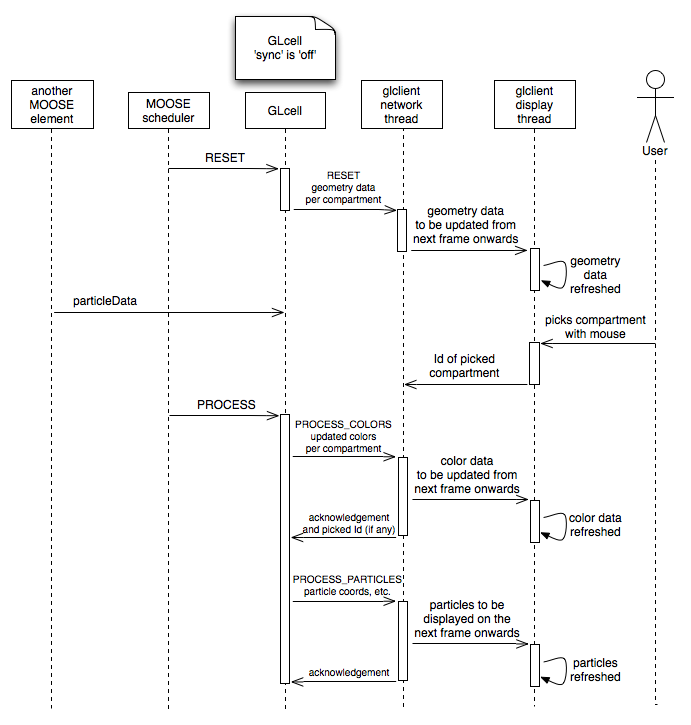 GLcell
'sync' is 'off'
another
MOOSE
element
MOOSE
scheduler
GLcell
glclient
network
thread
glclient
display
thread
User
RESET
RESET
geometry data
per compartment
geometry data
to be updated from
next frame onwards
geometry
data
refreshed
particleData
picks compartment
with mouse
Id of picked
compartment
PROCESS
PROCESS_COLORS
updated colors
per compartment
color data
to be updated from
next frame onwards
acknowledgement
and picked Id (if any)
color data
refreshed
PROCESS_PARTICLES
particle coords, etc.
particles to be
displayed on the
next frame onwards
particles
refreshed
acknowledgement